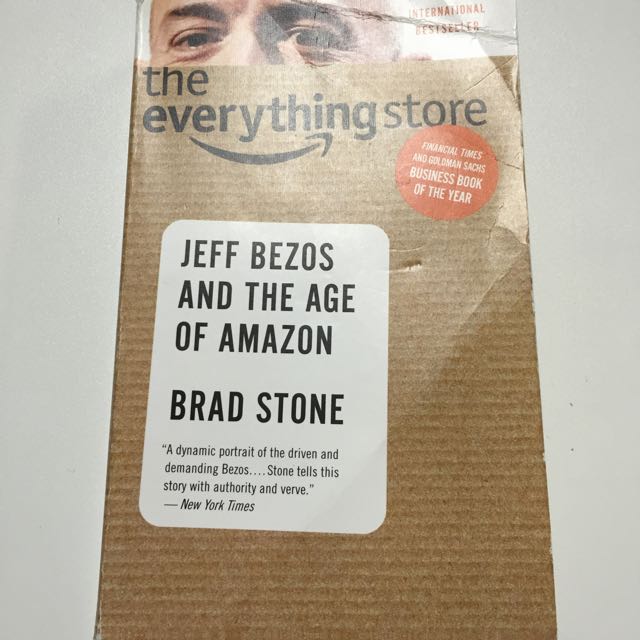 INTERNATIONAL
BESTSELLER
the
everything store
FINANCIAL TIMES
AND GOLDMAN SACHS
BUSINESS BOOK
OF THE YEAR
JEFF BEZOS
AND THE AGE
OF AMAZON
BRAD STONE
“A dynamic portrait of the driven and
demanding Bezos.... Stone tells this
story with authority and verve.”
— New York Times